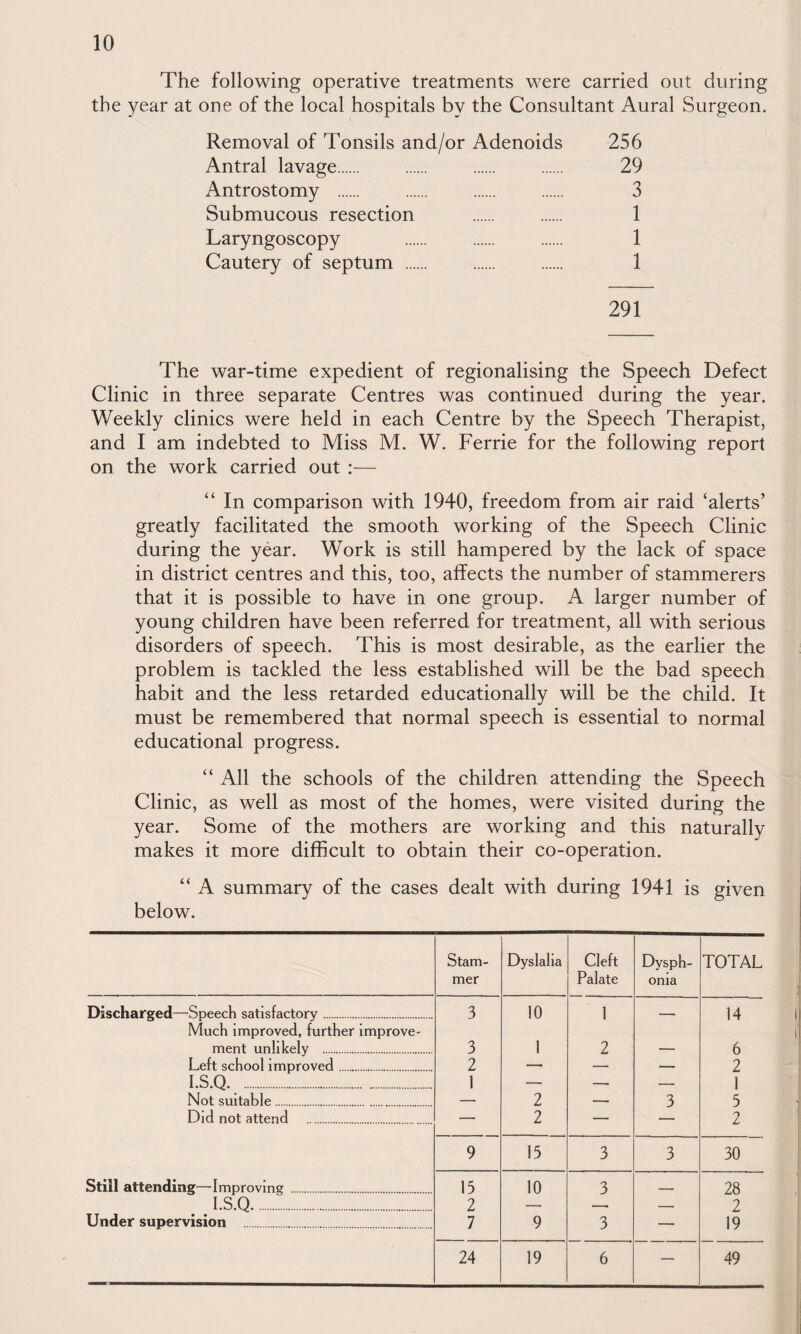 10
The following operative treatments were carried out during
the year at one of the local hospitals by the Consultant Aural Surgeon.
Removal of Tonsils and/or Adenoids 256
Antral lavage...... ...... ...... ...... 29
Antrostomy ...... ...... ...... ...... 3
Submucous resection ...... ...... 1
Laryngoscopy ...... ...... ...... 1
Cautery of septum ...... ...... ...... 1
291
The war-time expedient of regionalising the Speech Defect
Clinic in three separate Centres was continued during the year.
Weekly clinics were held in each Centre by the Speech Therapist,
and I am indebted to Miss M. W. Ferrie for the following report
on the work carried out :—
“ In comparison with 1940, freedom from air raid ‘alerts’
greatly facilitated the smooth working of the Speech Clinic
during the year. Work is still hampered by the lack of space
in district centres and this, too, affects the number of stammerers
that it is possible to have in one group. A larger number of
young children have been referred for treatment, all with serious
disorders of speech. This is most desirable, as the earlier the
problem is tackled the less established will be the bad speech
habit and the less retarded educationally will be the child. It
must be remembered that normal speech is essential to normal
educational progress.
“ All the schools of the children attending the Speech
Clinic, as well as most of the homes, were visited during the
year. Some of the mothers are working and this naturally
makes it more difficult to obtain their co-operation.
“ A summary of the cases dealt with during 1941 is given
below.
Stam- Dyslalia Cleft Dysph- TOTAL
mer Palate onia
Discharged—Speech satisfactory ........ 3 10 1 — 14
Much improved, further improve-
ment unlikely ........ 3 1 2 — 6
Left school improved ........ 2 — — — 2
I.S.Q. ........ 1 — — — 1
Not suitable ........ — 2 — 3 5
Did not attend ........ — 2 — — 2
9 15 3 3 30
Still attending—Improving ........ 15 10 3 — 28
I.S.Q. ........ 2 — — — 2
Under supervision ........ 7 9 3 — 19
24 19 6 — 49